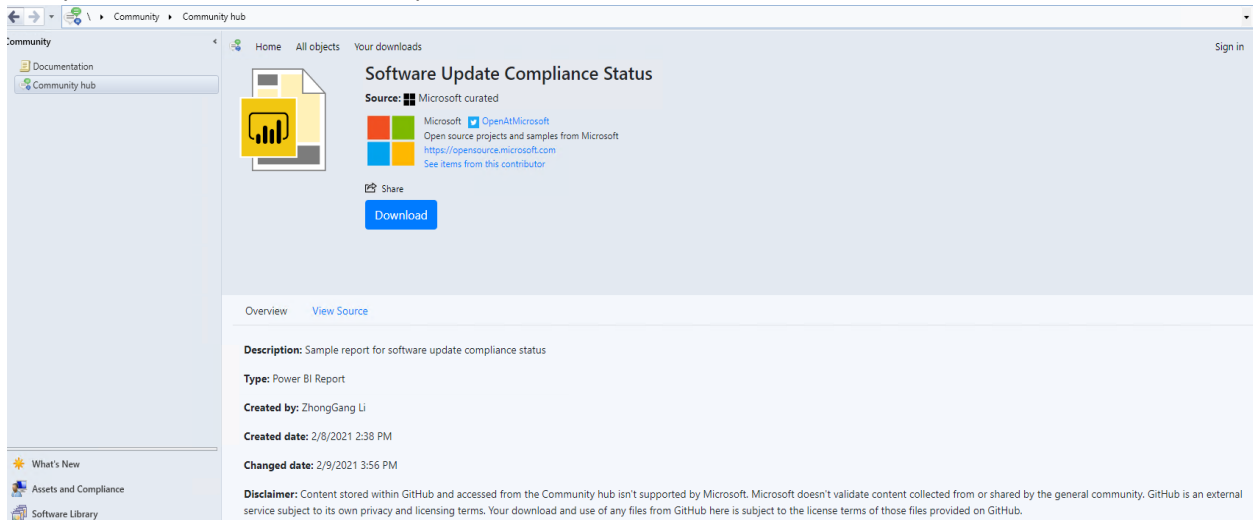 \ Community Community hub
Community
Documentation
Community hub
Home All objects Your downloads Sign in
Software Update Compliance Status
Source: Microsoft curated
Microsoft OpenAtMicrosoft
Open source projects and samples from Microsoft
https://opensource.microsoft.com
See items from this contributor
Share
Download
Overview View Source
Description: Sample report for software update compliance status
Type: Power BI Report
Created by: ZhongGang Li
Created date: 2/8/2021 2:38 PM
Changed date: 2/9/2021 3:56 PM
Disclaimer: Content stored within GitHub and accessed from the Community hub isn't supported by Microsoft. Microsoft doesn't validate content collected from or shared by the general community. GitHub is an external
service subject to its own privacy and licensing terms. Your download and use of any files from GitHub here is subject to the license terms of those files provided on GitHub.
What's New
Assets and Compliance
Software Library